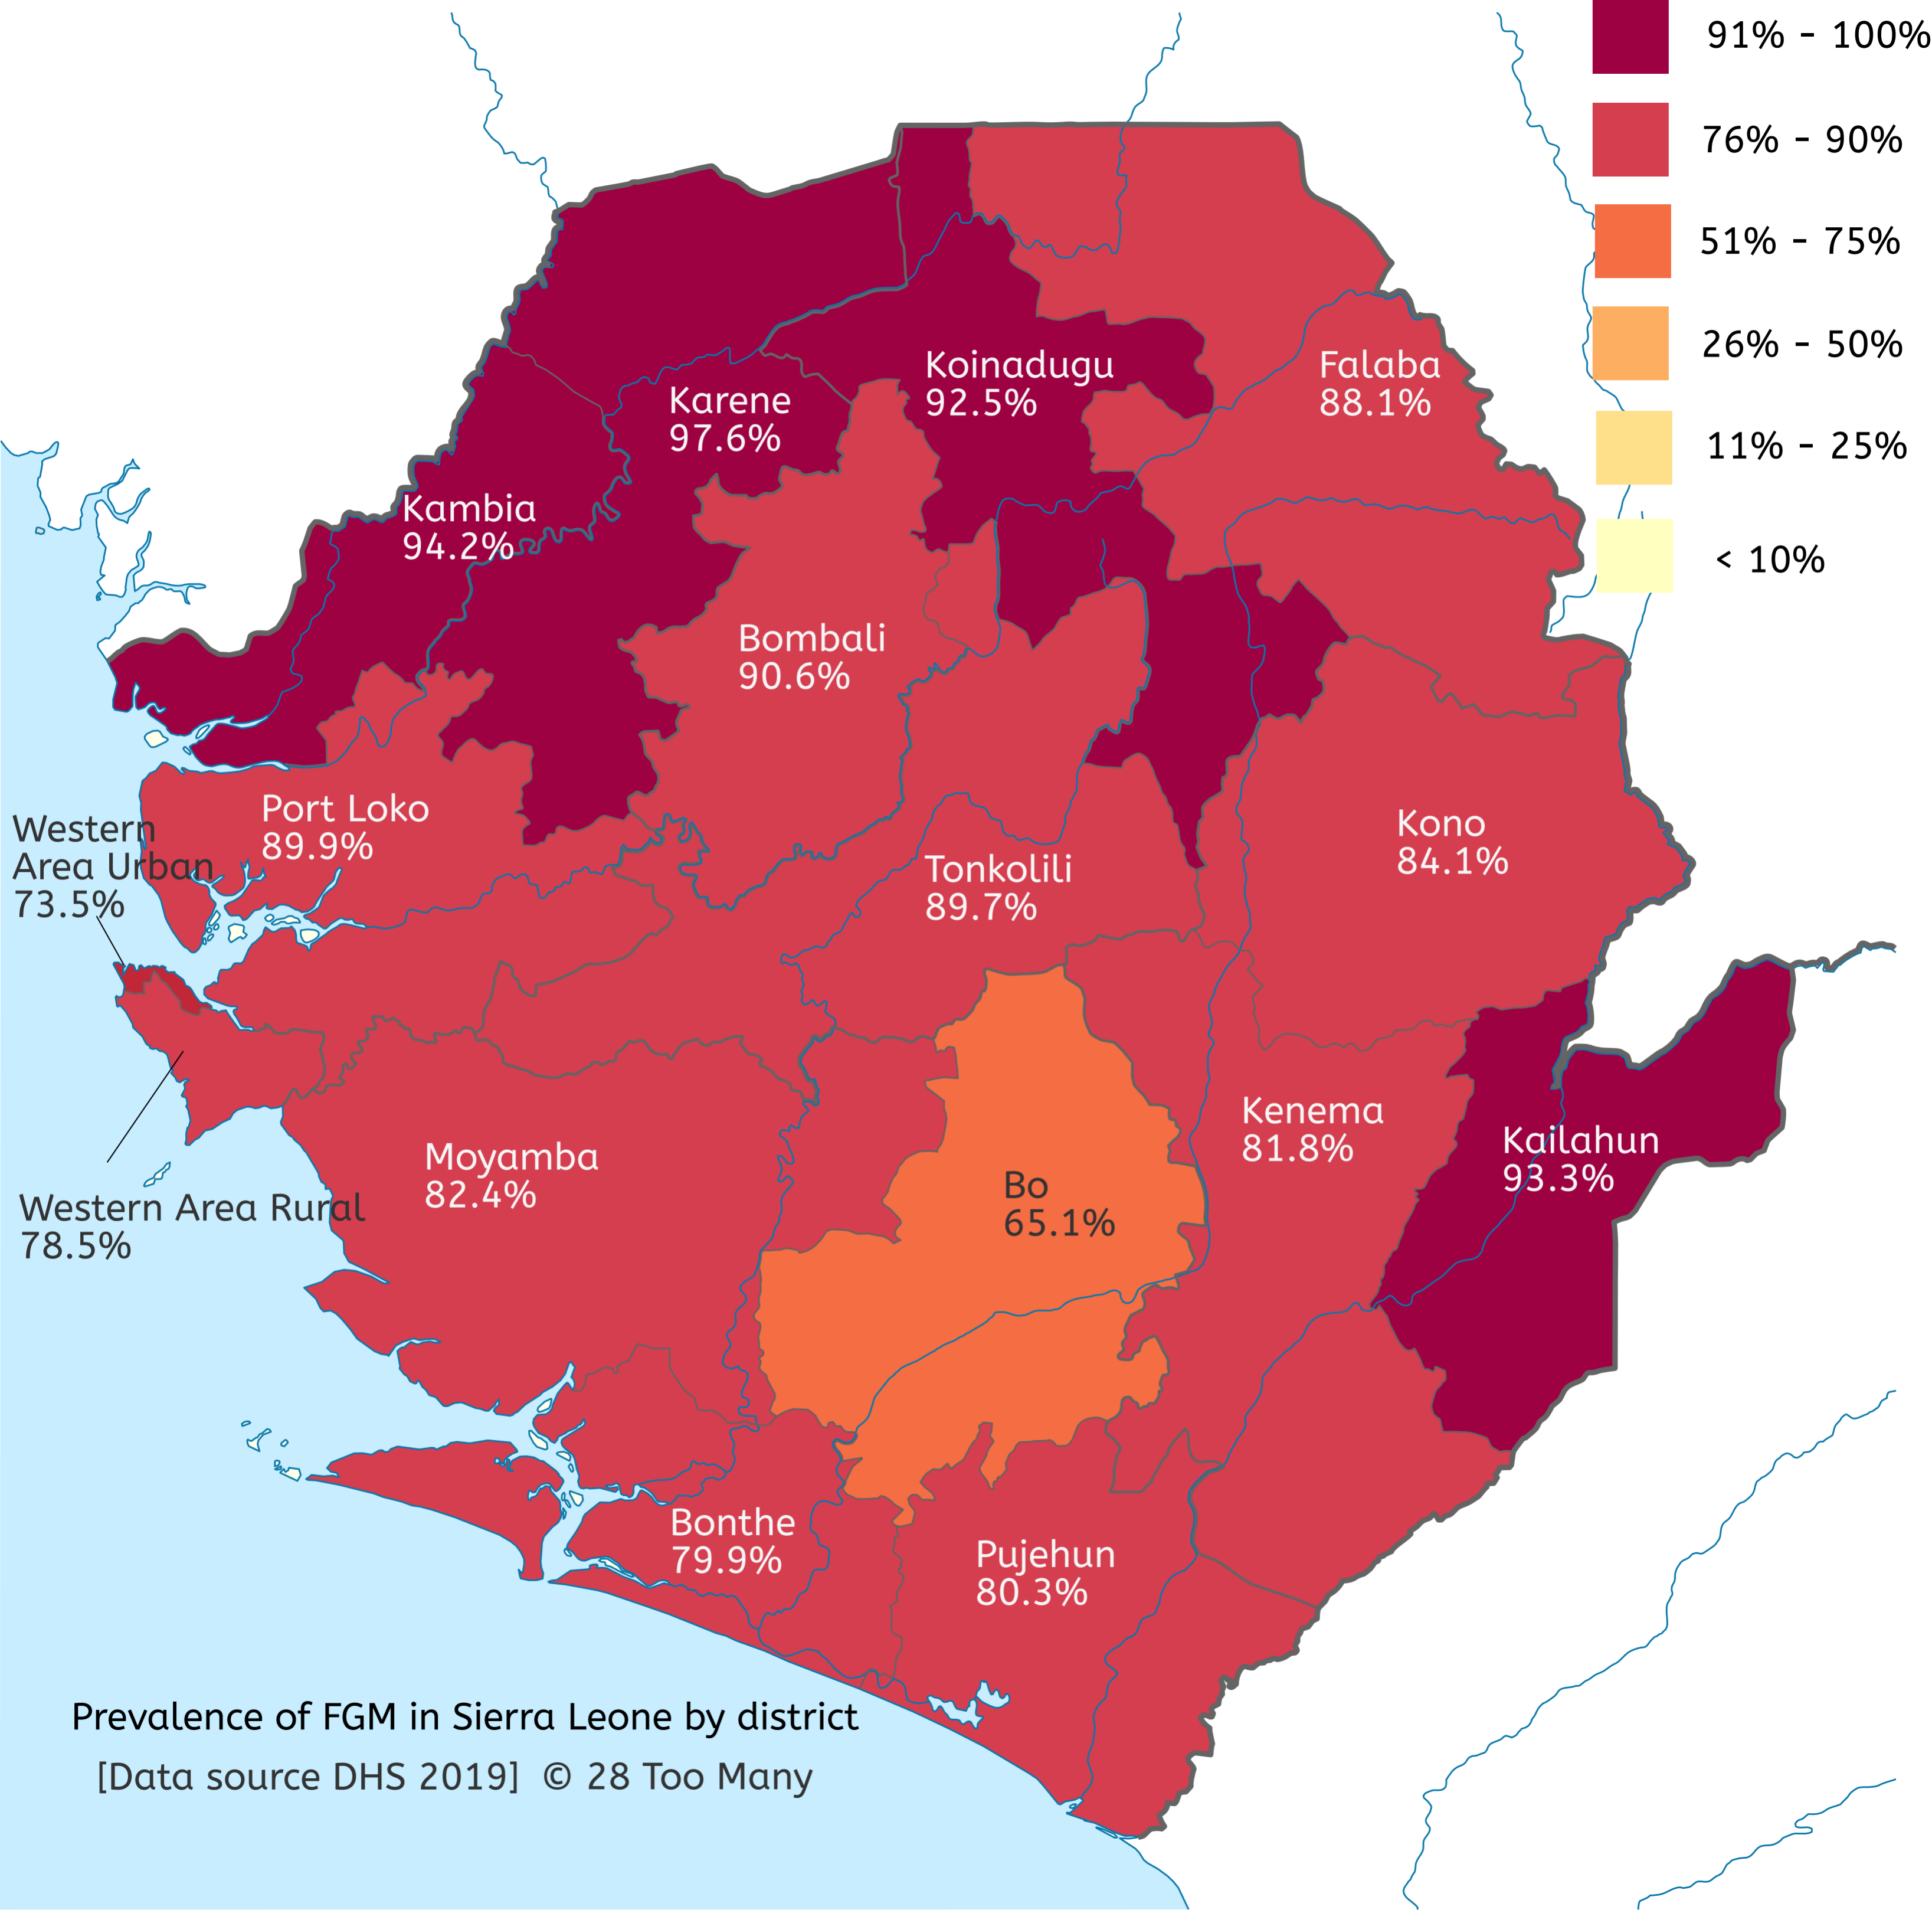 91% - 100%
76% - 90%
51% - 75%
26% - 50%
11% - 25%
< 10%
Koinadugu
92.5%
Falaba
88.1%
Karene
97.6%
Kambia
94.2%
Bombali
90.6%
Port Loko
89.9%
Western
Area Urban
73.5%
Kono
84.1%
Tonkolili
89.7%
Kenema
81.8%
Kailahun
93.3%
Moyamba
82.4%
Bo
65.1%
Western Area Rural
78.5%
Bonthe
79.9%
Pujehun
80.3%
Prevalence of FGM in Sierra Leone by district
[Data source DHS 2019] © 28 Too Many